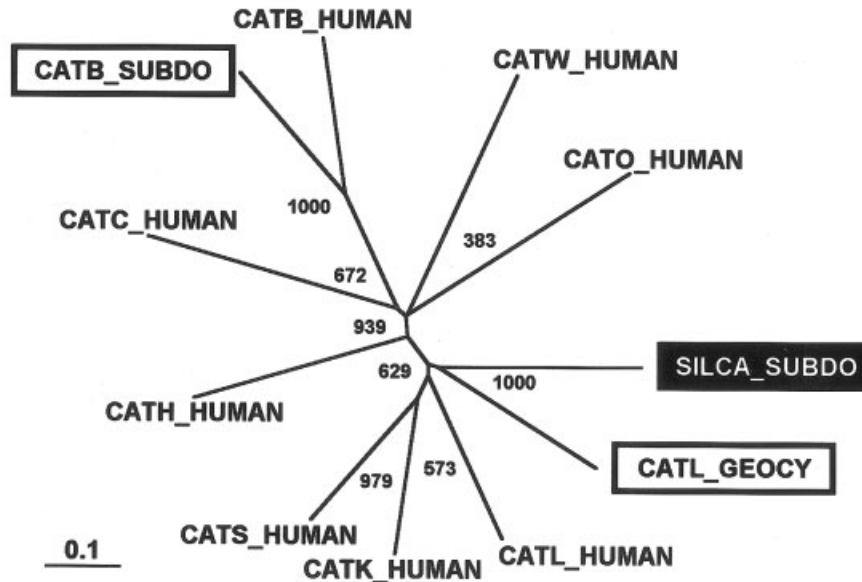 CATB_HUMAN
CATB_SUBDO
CATW_HUMAN
CATO_HUMAN
1000
CATC_HUMAN
383
672
939
629
1000
SILCA_SUBDO
CATH_HUMAN
CATL_GEOCY
979
573
CATS_HUMAN
CATK_HUMAN
CATL_HUMAN
0.1